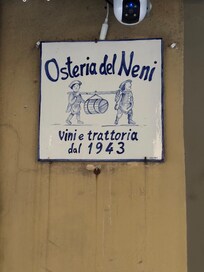 Osteria del Neni
Vini e trattoria
dal 1943